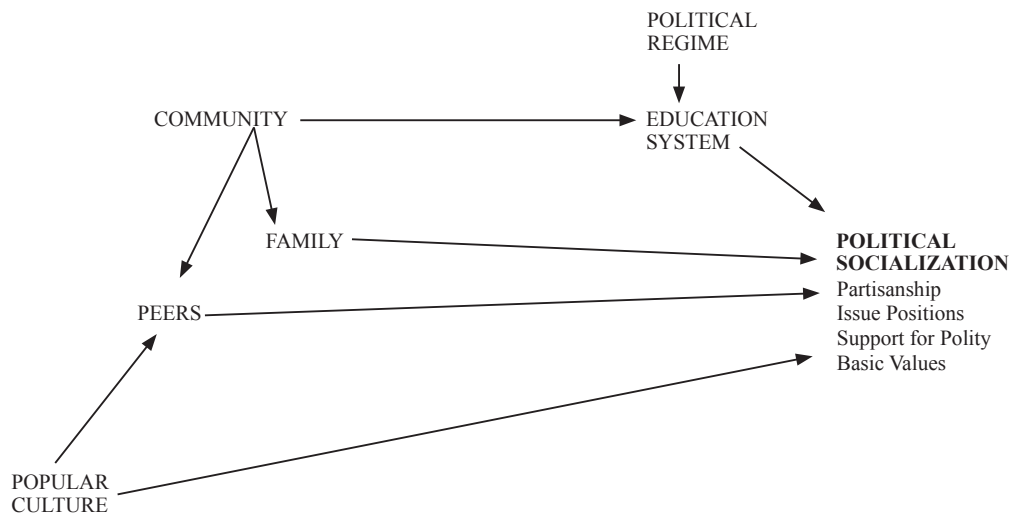 POLITICAL
REGIME
COMMUNITY
EDUCATION
SYSTEM
FAMILY
POLITICAL
SOCIALIZATION
Partisanship
Issue Positions
Support for Polity
Basic Values
PEERS
POPULAR
CULTURE